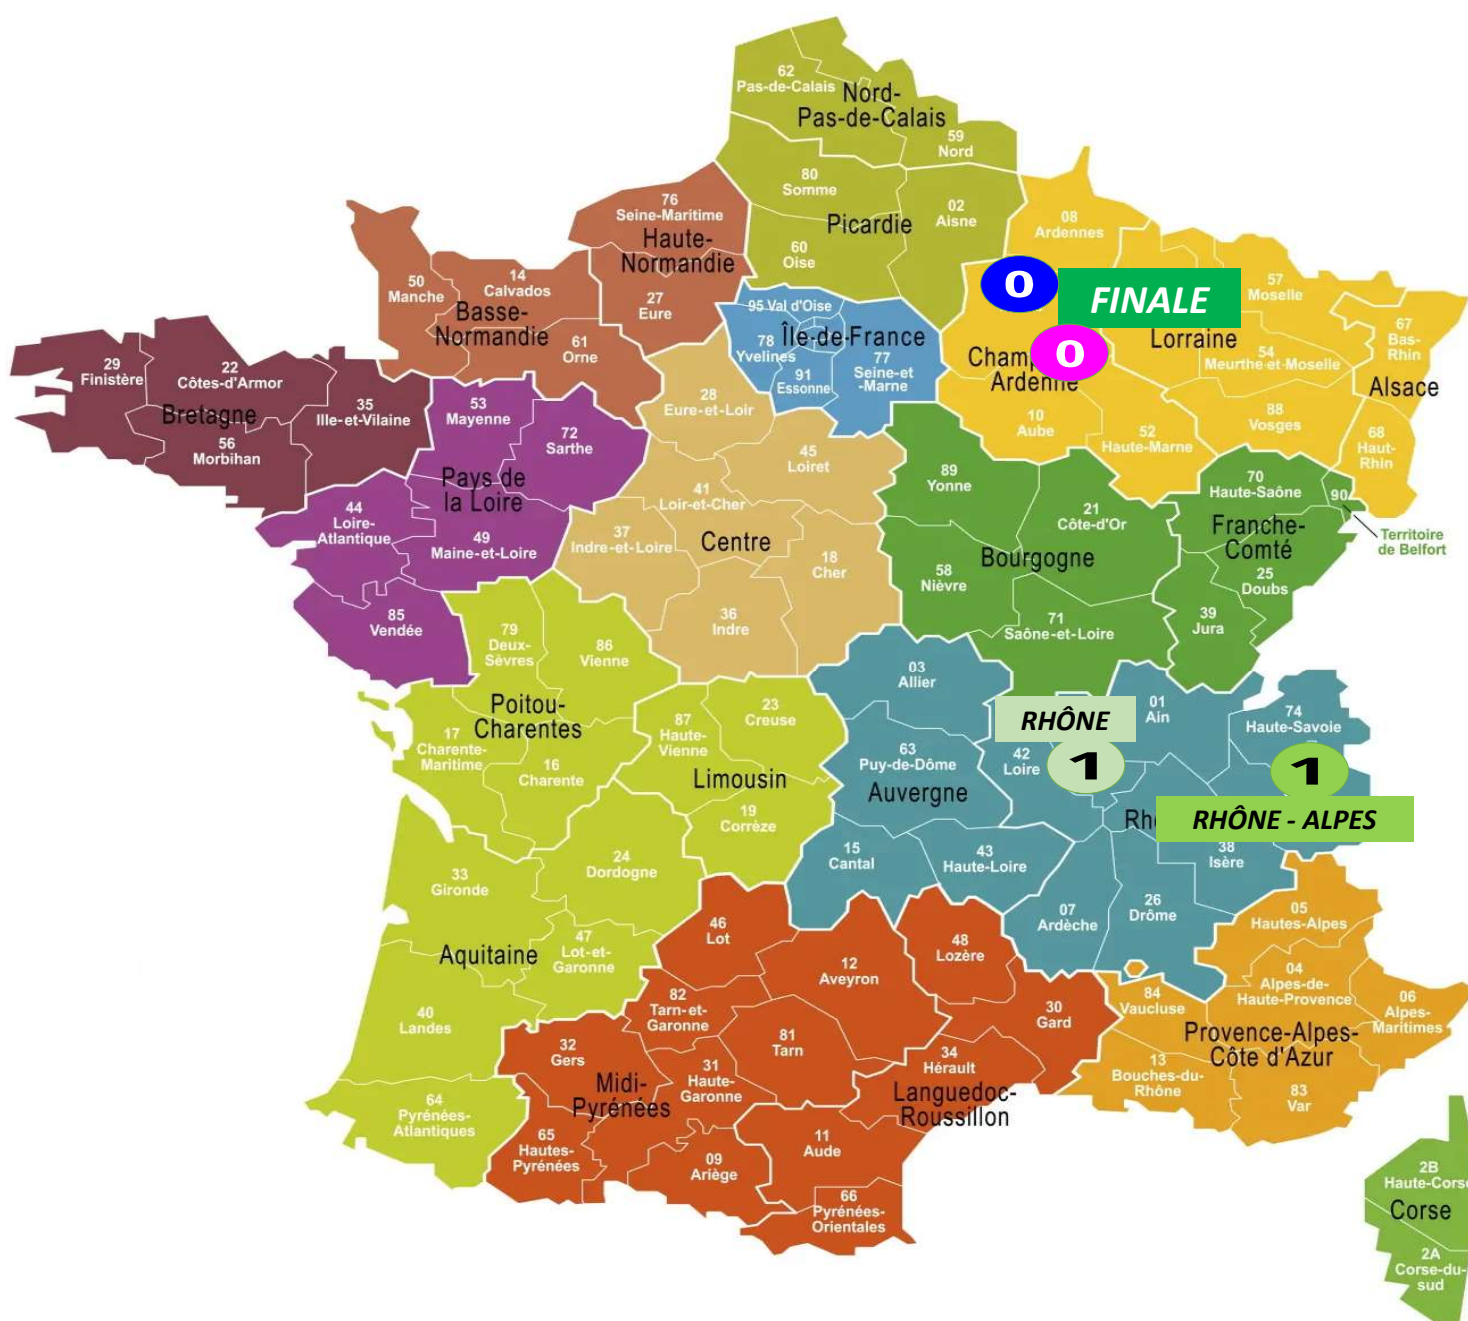 62
Pas-de-Calais
Nord-
Pas-de-Calais
59
Nord
80
Somme
02
Aisne
Picardie
60
Oise
76
Seine-Maritime
Haute-
Normandie
27
Eure
08
Ardennes
0
FINALE
57
Moselle
50
Manche
14
Calvados
Basse-
Normandie
61
Orne
95 Val d'Oise
Île-de-France
78
Yvelines
91
Essonne
77
Seine-et
-Marne
0
Champ
Ardenne
Lorraine
54
Meurthe-et-Moselle
67
Bas-
Rhin
Alsace
29
Finistère
22
Côtes-d'Armor
Bretagne
35
Ille-et-Vilaine
56
Morbihan
53
Mayenne
72
Sarthe
28
Eure-et-Loir
10
Aube
52
Haute-Marne
88
Vosges
68
Haut-
Rhin
45
Loiret
89
Yonne
70
Haute-Saône
90
Territoire
de Belfort
Pays de
la Loire
41
Loir-et-Cher
21
Côte-d'Or
Franche-
Comté
44
Loire-
Atlantique
49
Maine-et-Loire
37
Indre-et-Loire
Centre
18
Cher
Bourgogne
58
Nièvre
25
Doubs
85
Vendée
36
Indre
71
Saône-et-Loire
39
Jura
79
Deux-
Sèvres
86
Vienne
03
Allier
Poitou-
Charentes
23
Creuse
87
Haute-
Vienne
RHÔNE
01
Ain
74
Haute-Savoie
17
Charente-
Maritime
16
Charente
Limousin
63
Puy-de-Dôme
Auvergne
42
Loire
1
1
Rh
RHÔNE - ALPES
19
Corrèze
15
Cantal
43
Haute-Loire
38
Isère
33
Gironde
24
Dordogne
07
Ardèche
26
Drôme
05
Hautes-Alpes
Aquitaine
47
Lot-et-
Garonne
46
Lot
12
Aveyron
48
Lozère
04
Alpes-de-
Haute-Provence
06
Alpes-
Maritimes
40
Landes
82
Tarn-et-
Garonne
81
Tarn
30
Gard
84
Vaucluse
Provence-Alpes-
Côte d'Azur
32
Gers
Midi-
Pyrénées
31
Haute-
Garonne
34
Hérault
Languedoc-
Roussillon
13
Bouches-du-
Rhône
83
Var
64
Pyrénées-
Atlantiques
65
Hautes-
Pyrénées
09
Ariège
11
Aude
66
Pyrénées-
Orientales
2B
Haute-Corse
Corse
2A
Corse-du-
sud